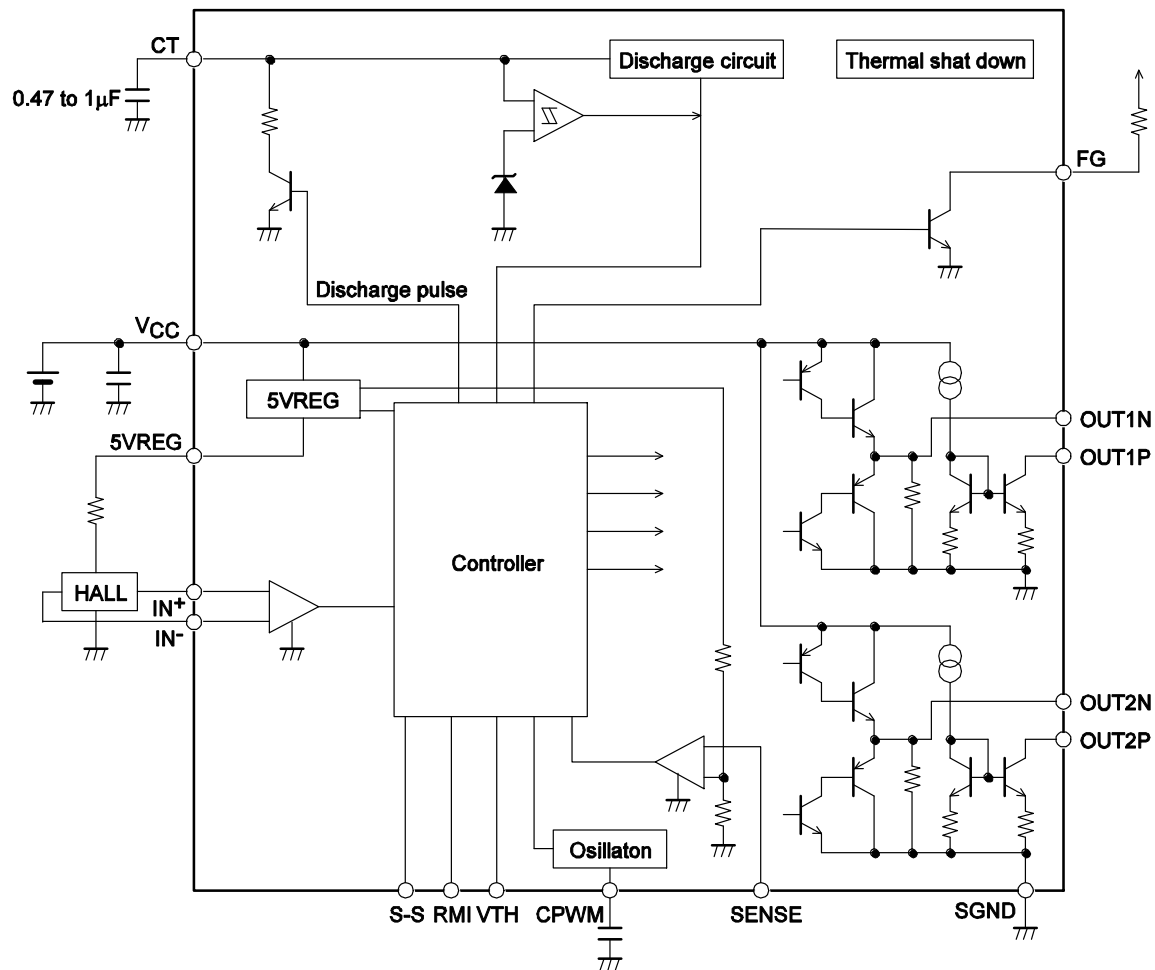 CT
Discharge circuit
Thermal shat down
0.47 to 1μF
FG
Discharge pulse
VCC
5VREG
OUT1N
5VREG
OUT1P
Controller
HALL
IN+
IN-
OUT2N
OUT2P
Osillaton
S-S
RMI
VTH
CPWM
SENSE
SGND